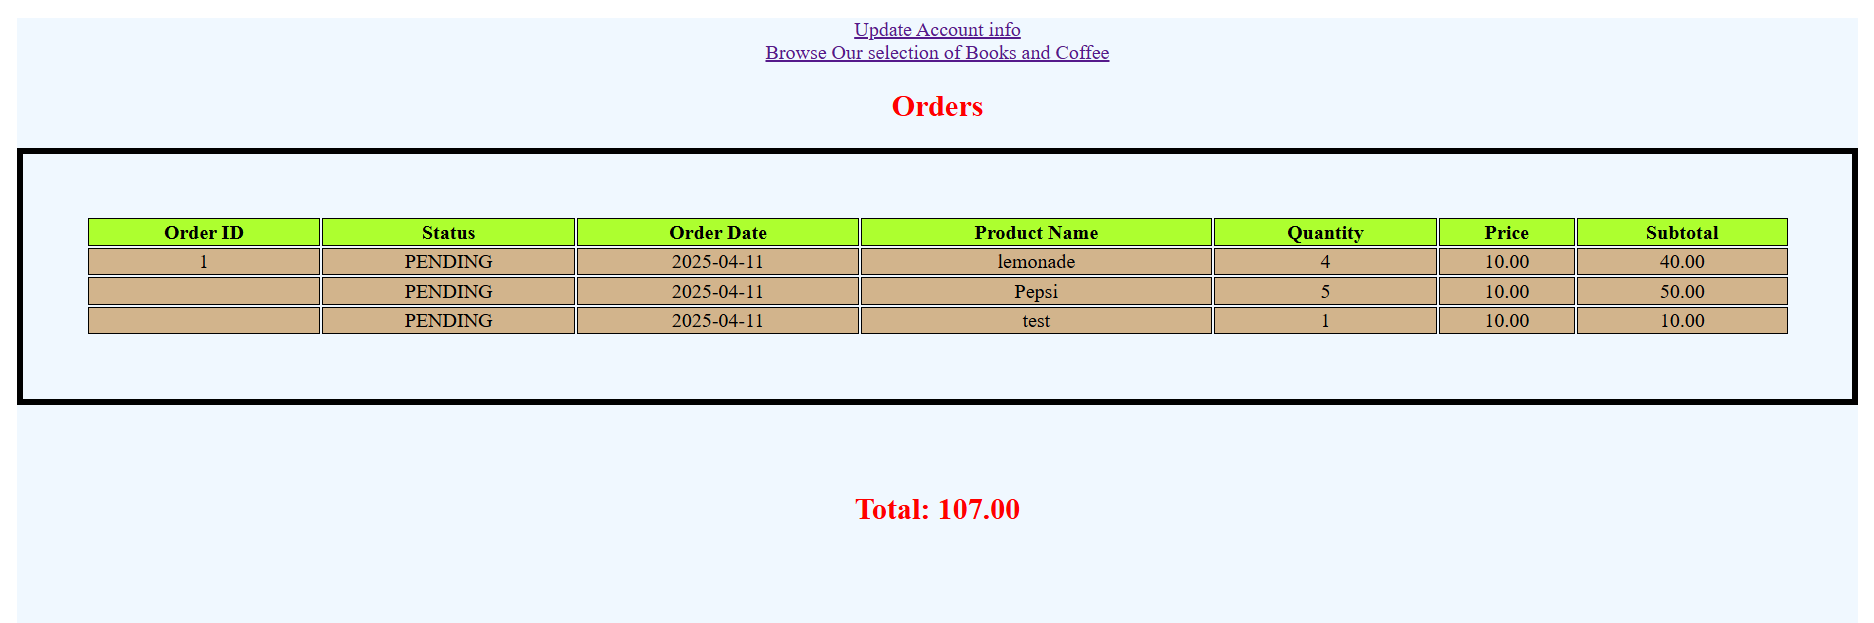 Update Account info
Browse Our selection of Books and Coffee
Orders
Order ID Status Order Date Product Name Quantity Price Subtotal
1 PENDING 2025-04-11 lemonade 4 10.00 40.00
PENDING 2025-04-11 Pepsi 5 10.00 50.00
PENDING 2025-04-11 test 1 10.00 10.00
Total: 107.00